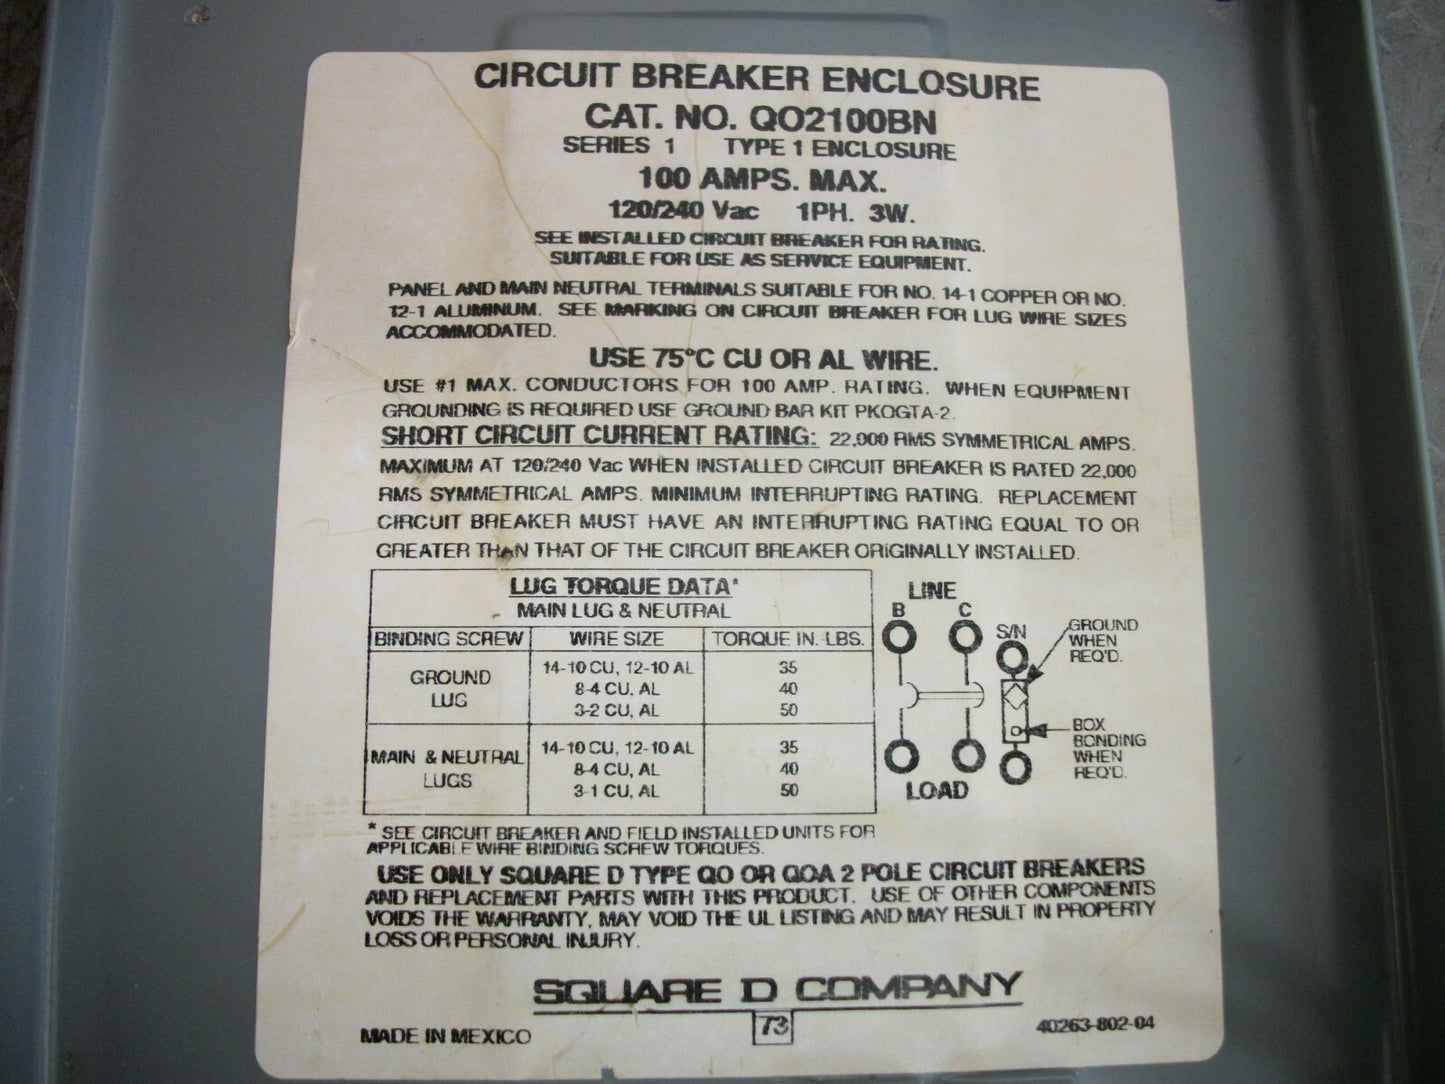 CIRCUIT BREAKER ENCLOSURE
CAT. NO. QO2100BN
SERIES 1 TYPE 1 ENCLOSURE
100 AMPS. MAX.
120/240 Vac 1PH. 3W.
SEE INSTALLED CIRCUIT BREAKER FOR RATING.
SUITABLE FOR USE AS SERVICE EQUIPMENT.
PANEL AND MAIN NEUTRAL TERMINALS SUITABLE FOR NO. 14-1 COPPER OR NO.
12-1 ALUMINUM. SEE MARKING ON CIRCUIT BREAKER FOR LUG WIRE SIZES
ACCOMMODATED.
USE 75°C CU OR AL WIRE.
USE #1 MAX. CONDUCTORS FOR 100 AMP. RATING. WHEN EQUIPMENT
GROUNDING IS REQUIRED USE GROUND BAR KIT PKOGTA-2.
SHORT CIRCUIT CURRENT RATING: 22,000 RMS SYMMETRICAL AMPS.
MAXIMUM AT 120/240 Vac WHEN INSTALLED CIRCUIT BREAKER IS RATED 22,000
RMS SYMMETRICAL AMPS. MINIMUM INTERRUPTING RATING. REPLACEMENT
CIRCUIT BREAKER MUST HAVE AN INTERRUPTING RATING EQUAL TO OR
GREATER THAN THAT OF THE CIRCUIT BREAKER ORIGINALLY INSTALLED.
LUG TORQUE DATA*
MAIN LUG & NEUTRAL
BINDING SCREW WIRE SIZE TORQUE IN.-LBS.
GROUND LUG
14-10 CU, 12-10 AL 35
8-4 CU, AL 40
3-2 CU, AL 50
MAIN & NEUTRAL LUGS
14-10 CU, 12-10 AL 35
8-4 CU, AL 40
3-1 CU, AL 50
LINE
B C
S/N
GROUND
WHEN
REQ'D.
BOX
BONDING
WHEN
REQ'D.
LOAD
* SEE CIRCUIT BREAKER AND FIELD INSTALLED UNITS FOR
APPLICABLE WIRE BINDING SCREW TORQUES.
USE ONLY SQUARE D TYPE QO OR QOA 2 POLE CIRCUIT BREAKERS
AND REPLACEMENT PARTS WITH THIS PRODUCT. USE OF OTHER COMPONENTS
VOIDS THE WARRANTY, MAY VOID THE UL LISTING AND MAY RESULT IN PROPERTY
LOSS OR PERSONAL INJURY.
SQUARE D COMPANY
73
MADE IN MEXICO
40263-802-04